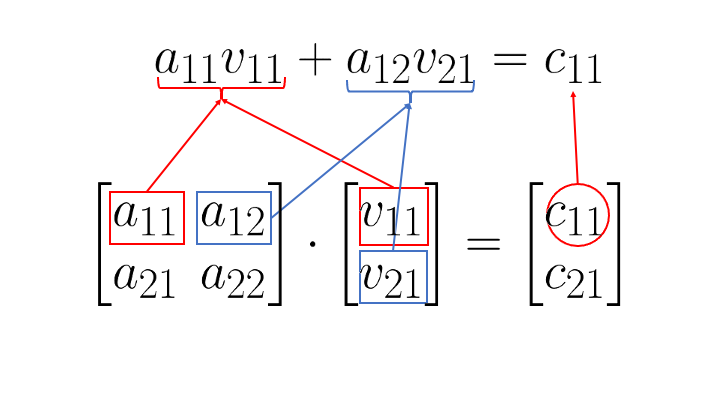 a₁₁v₁₁ + a₁₂v₂₁ = c₁₁
[a₁₁ a₁₂] · [v₁₁] = [c₁₁]
[a₂₁ a₂₂] [v₂₁] [c₂₁]